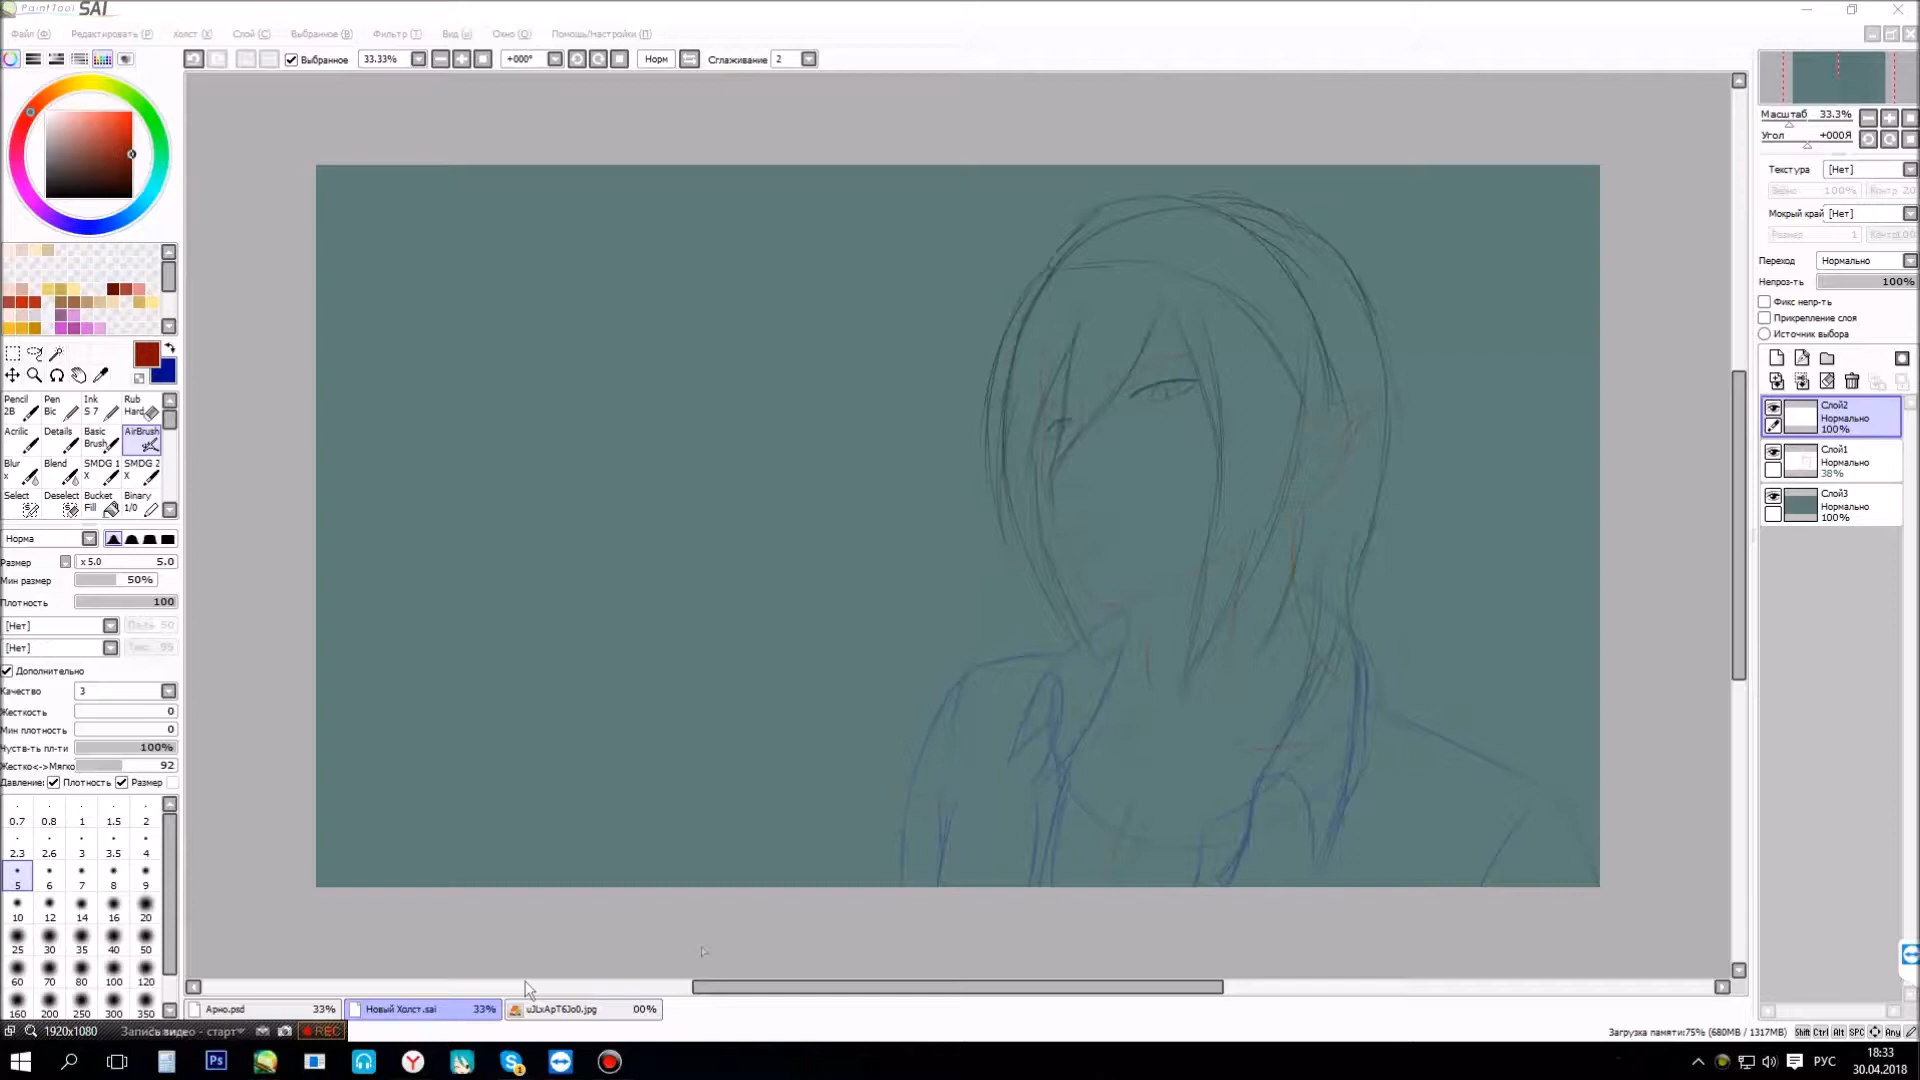 PaintTool SAI
Файл (Ф) Редактировать (Р) Холст (X) Слой (C) Выбранное (В) Фильтр (T) Вид (и) Окно (О) Помощь/Настройки (П)
Выбранное 33.33% +000° Норм Сглаживание 2
Масштаб 33.3%
Угол +000Я
Текстура [Нет]
100% 20
Мокрый край [Нет]
Размер 1
Переход Нормально
Непроз-ть 100%
Фикс непр-ть
Прикрепление слоя
Источник выбора
Слой2
Нормально
100%
Слой1
Нормально
38%
Слой3
Нормально
100%
Pencil 2B Pen Bic Ink S 7 Rub Hard
Acrilic Details Basic Brush AirBrush
Blur x Blend SMDG 1 X SMDG 2 X
Select Deselect Bucket Fill Binary 1/0
Норма
Размер x 5.0 5.0
Мин размер 50%
Плотность 100
[Нет] 50
[Нет] 95
Дополнительно
Качество 3
Жесткость 0
Мин плотность 0
Чуств-ть пл-ти 100%
Жестко<->Мягко 92
Давление: Плотность Размер
0.7 0.8 1 1.5 2
2.3 2.6 3 3.5 4
5 6 7 8 9
10 12 14 16 20
25 30 35 40 50
60 70 80 100 120
160 200 250 300 350
Арно.psd 33% Новый Холст.sai 33% uJLxApT6Jo0.jpg 00%
1920x1080 Запись видео - старт REC
Загрузка памяти:75% (680MB / 1317MB) Shift Ctrl Alt SPC Any
Ps Y S 1
РУС
18:33
30.04.2018